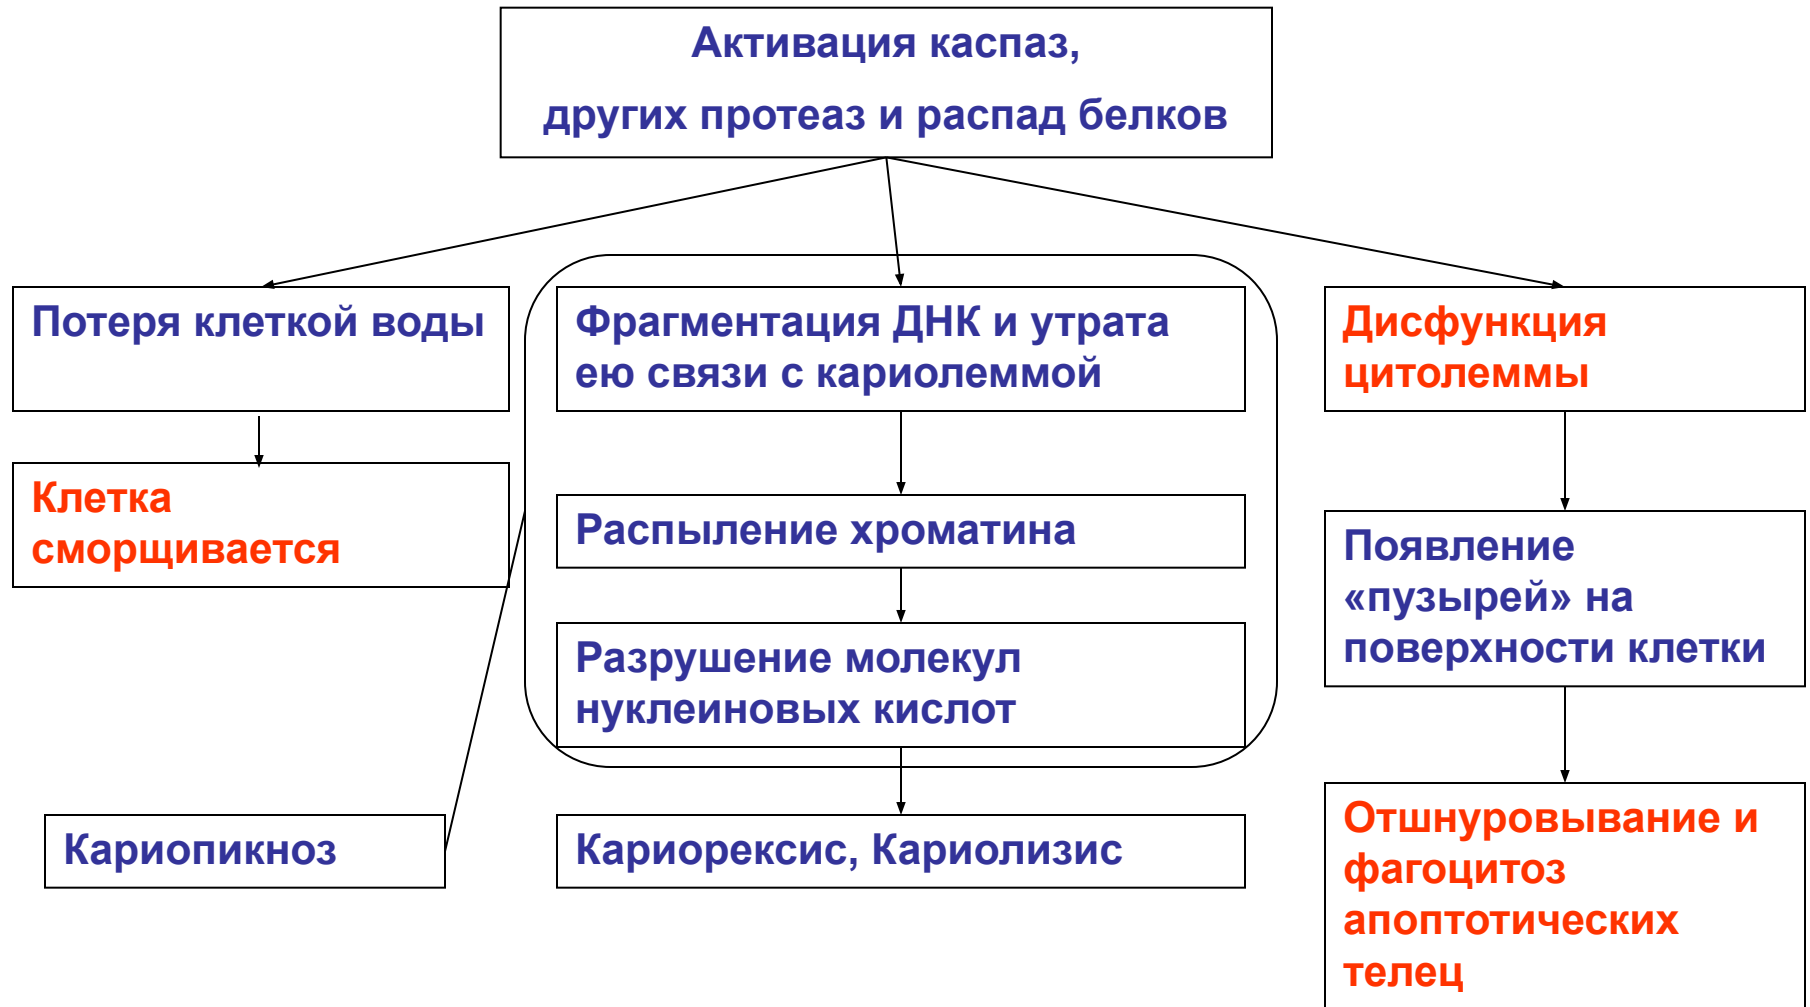 Активация каспаз,
других протеаз и распад белков
Потеря клеткой воды
Фрагментация ДНК и утрата
ею связи с кариолеммой
Дисфункция
цитолеммы
Клетка
сморщивается
Распыление хроматина
Появление
«пузырей» на
поверхности клетки
Разрушение молекул
нуклеиновых кислот
Кариопикноз
Кариорексис, Кариолизис
Отшнуровывание и
фагоцитоз
апоптотических
телец